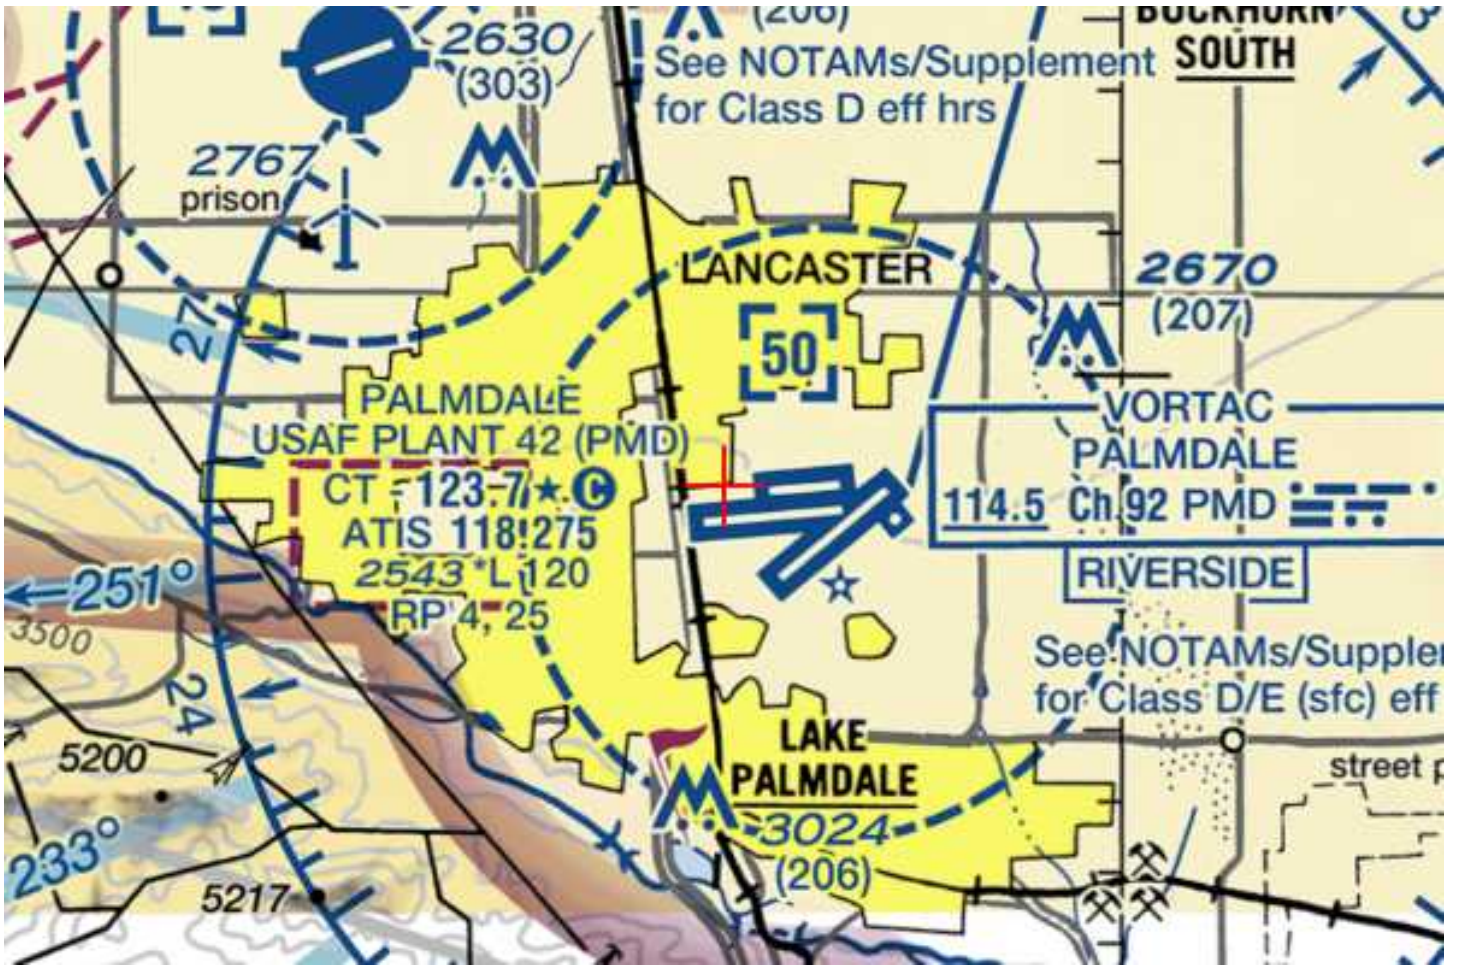 (206)
BUCKHORN
SOUTH
3
2630
(303)
See NOTAMs/Supplement
for Class D eff hrs
2767
prison
27
LANCASTER
50
2670
(207)
PALMDALE
USAF PLANT 42 (PMD)
CT - 123.7 ★ C
ATIS 118.275
2543 *L 120
RP 4, 25
VORTAC
PALMDALE
114.5 Ch 92 PMD
RIVERSIDE
251°
3500
24
See NOTAMs/Supplem
for Class D/E (sfc) eff
LAKE
PALMDALE
3024
(206)
5200
street
233°
5217